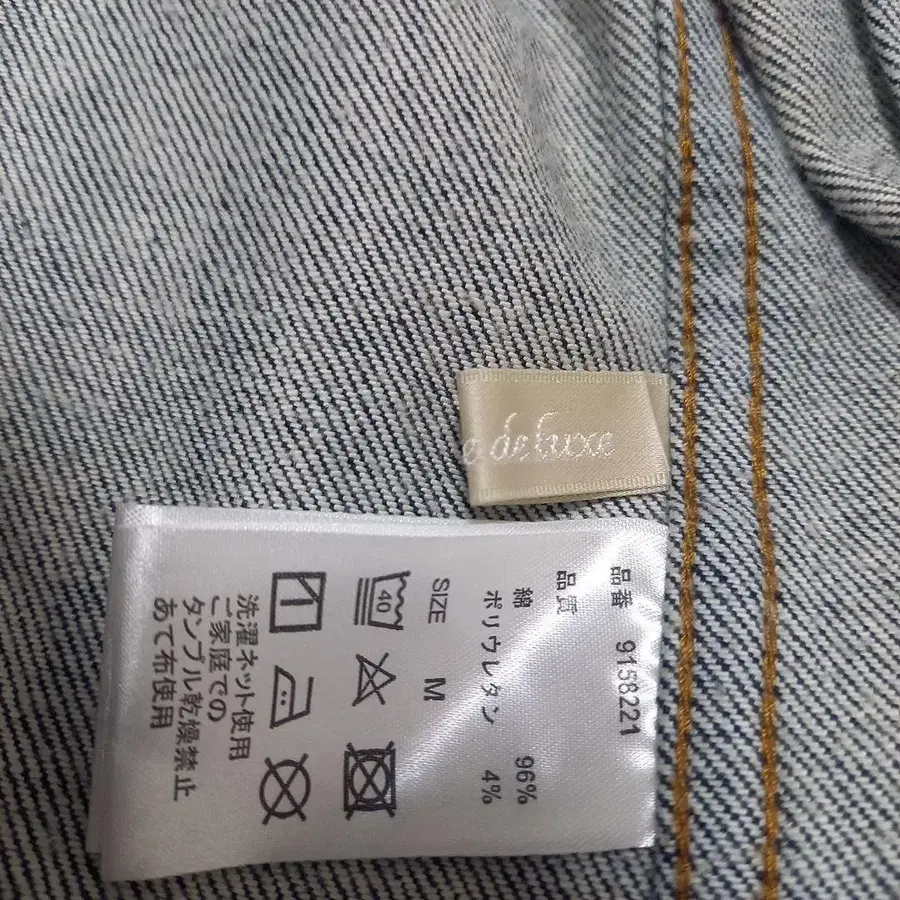 deluxe
品番 9158221
品質
綿 96%
ポリウレタン 4%
SIZE M
40
洗濯ネット使用
ご家庭での
タンブル乾燥禁止
あて布使用